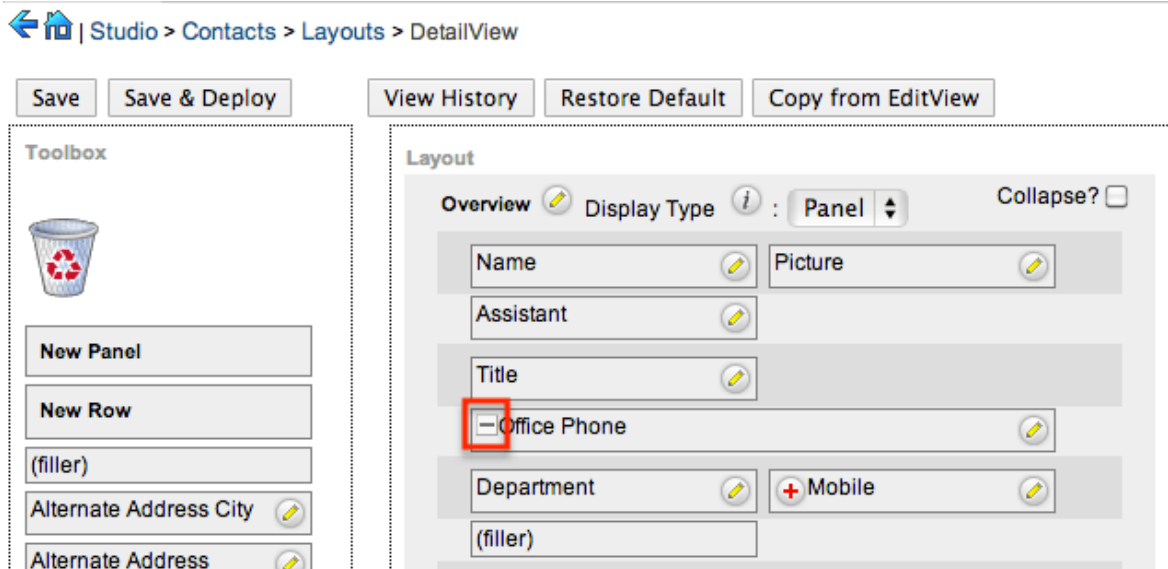 | Studio > Contacts > Layouts > DetailView
Save Save & Deploy View History Restore Default Copy from EditView
Toolbox
New Panel
New Row
(filler)
Alternate Address City
Alternate Address
Layout
Overview Display Type i : Panel Collapse?
Name Picture
Assistant
Title
Office Phone
Department Mobile
(filler)